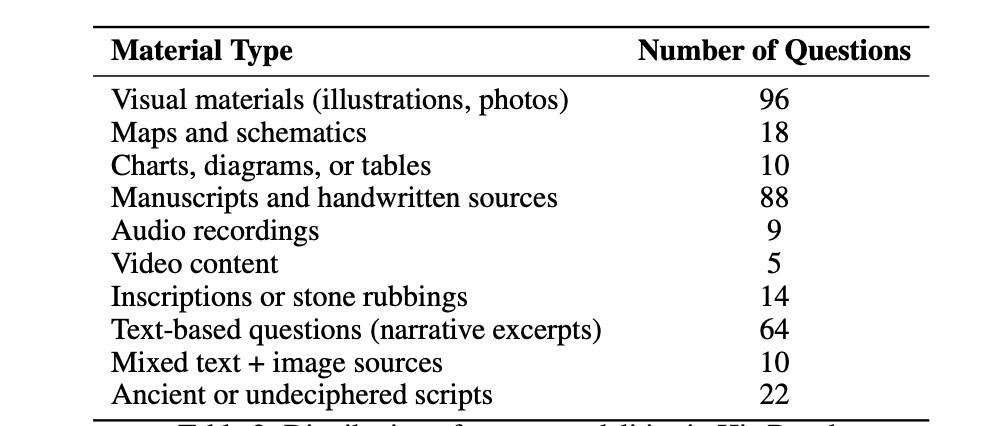 Material Type Number of Questions
Visual materials (illustrations, photos) 96
Maps and schematics 18
Charts, diagrams, or tables 10
Manuscripts and handwritten sources 88
Audio recordings 9
Video content 5
Inscriptions or stone rubbings 14
Text-based questions (narrative excerpts) 64
Mixed text + image sources 10
Ancient or undeciphered scripts 22